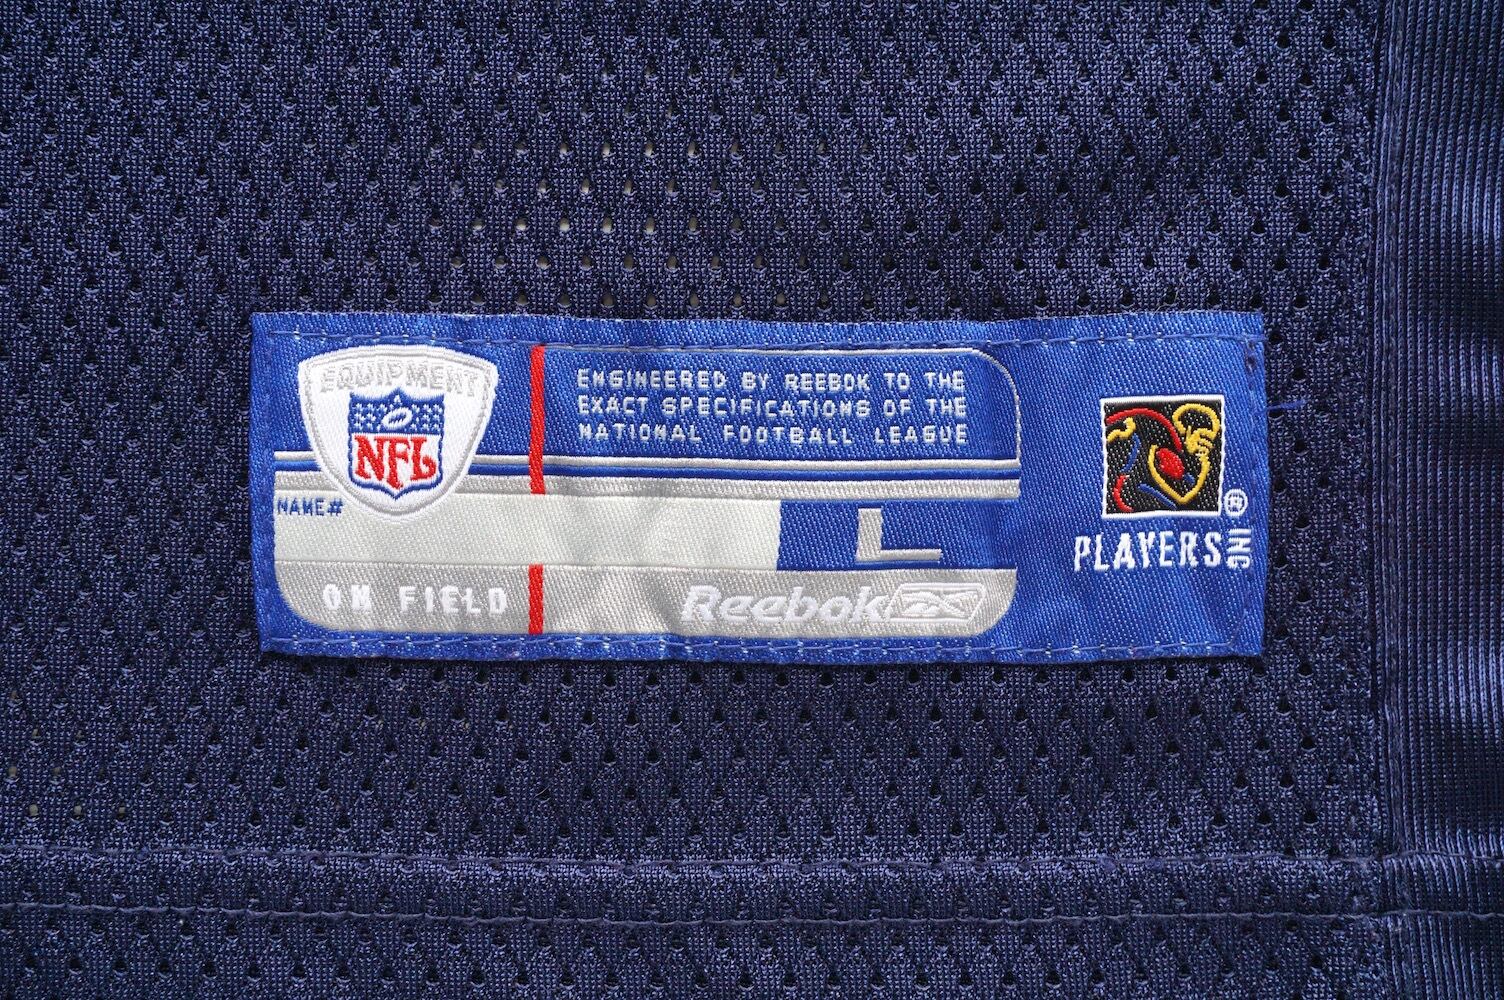 EQUIPMENT
NFL
ENGINEERED BY REEBOK TO THE
EXACT SPECIFICATIONS OF THE
NATIONAL FOOTBALL LEAGUE
NAME#
L
ON FIELD
Reebok
®
PLAYERS INC